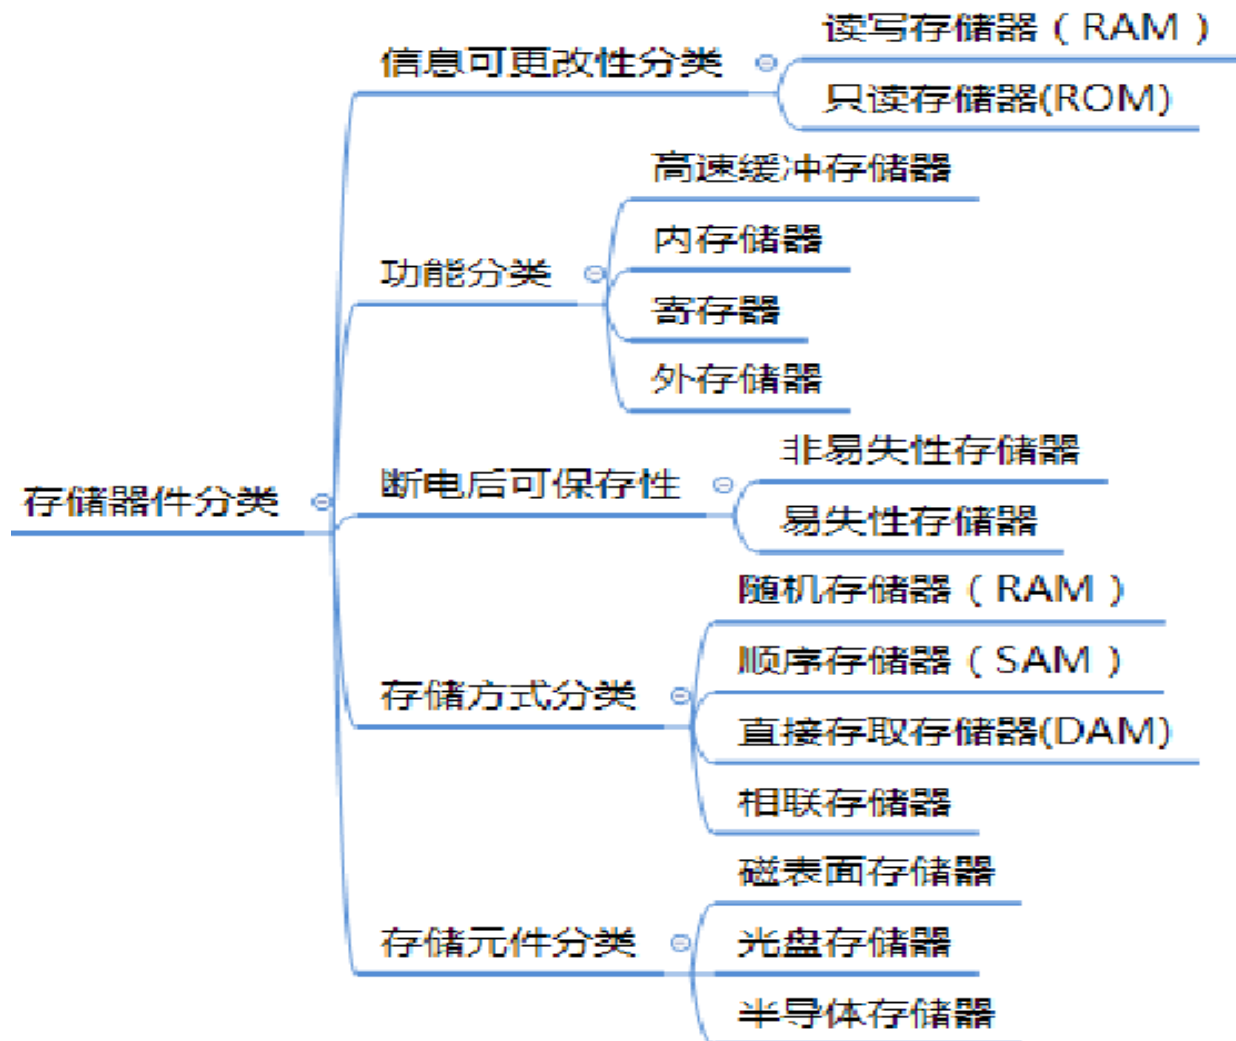 存储器件分类
信息可更改性分类
读写存储器（RAM）
只读存储器(ROM)
功能分类
高速缓冲存储器
内存储器
寄存器
外存储器
断电后可保存性
非易失性存储器
易失性存储器
存储方式分类
随机存储器（RAM）
顺序存储器（SAM）
直接存取存储器(DAM)
相联存储器
存储元件分类
磁表面存储器
光盘存储器
半导体存储器